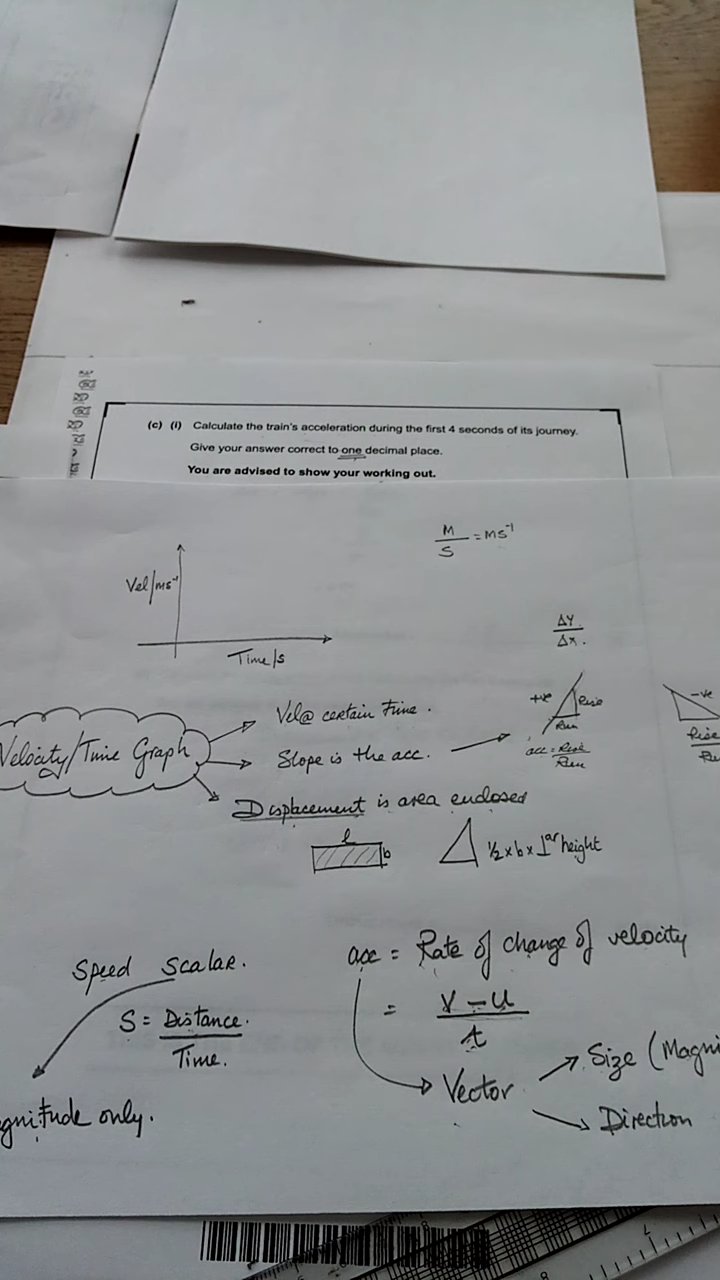 (c) (i) Calculate the train's acceleration during the first 4 seconds of its journey.
Give your answer correct to one decimal place.
You are advised to show your working out.
M/S = MS⁻¹
Vel/ms⁻¹
Time/s
ΔY/ΔX.
Velocity/Time Graph
Vel@ certain time.
Slope is the acc.
+ve Rise
Run
acc = Rise/Run
-ve
Rise
Displacement is area enclosed
l
b
½ x b x ⊥ar height
Speed Scalar.
S = Distance.
Time.
gnitude only.
acc = Rate of change of velocity
= V - U
t
Vector
Size (Magni
Direction